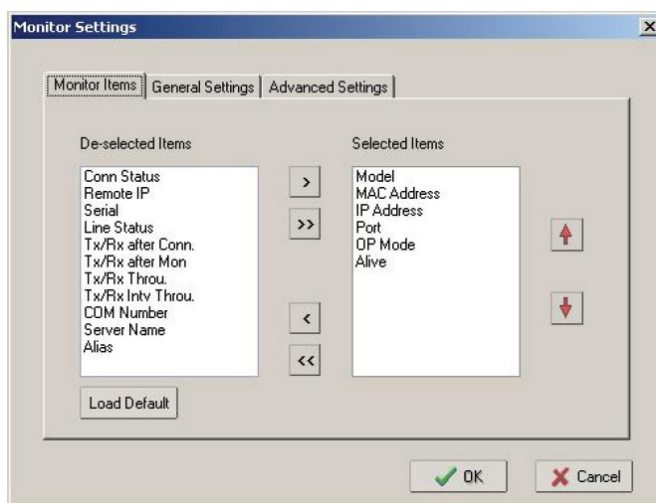 Monitor Settings
Monitor Items
General Settings
Advanced Settings
De-selected Items
Conn Status
Remote IP
Serial
Line Status
Tx/Rx after Conn.
Tx/Rx after Mon
Tx/Rx Throu.
Tx/Rx Intv Throu.
COM Number
Server Name
Alias
>
>>
<
<<
Selected Items
Model
MAC Address
IP Address
Port
OP Mode
Alive
Load Default
OK
Cancel